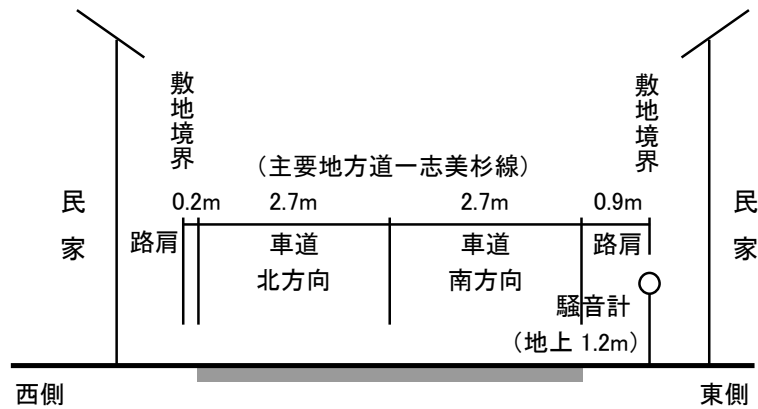 敷地境界
敷地境界
(主要地方道一志美杉線)
0.2m 2.7m 2.7m 0.9m
民家
民家
路肩 車道 車道 路肩
北方向 南方向
騒音計
(地上 1.2m)
西側 東側